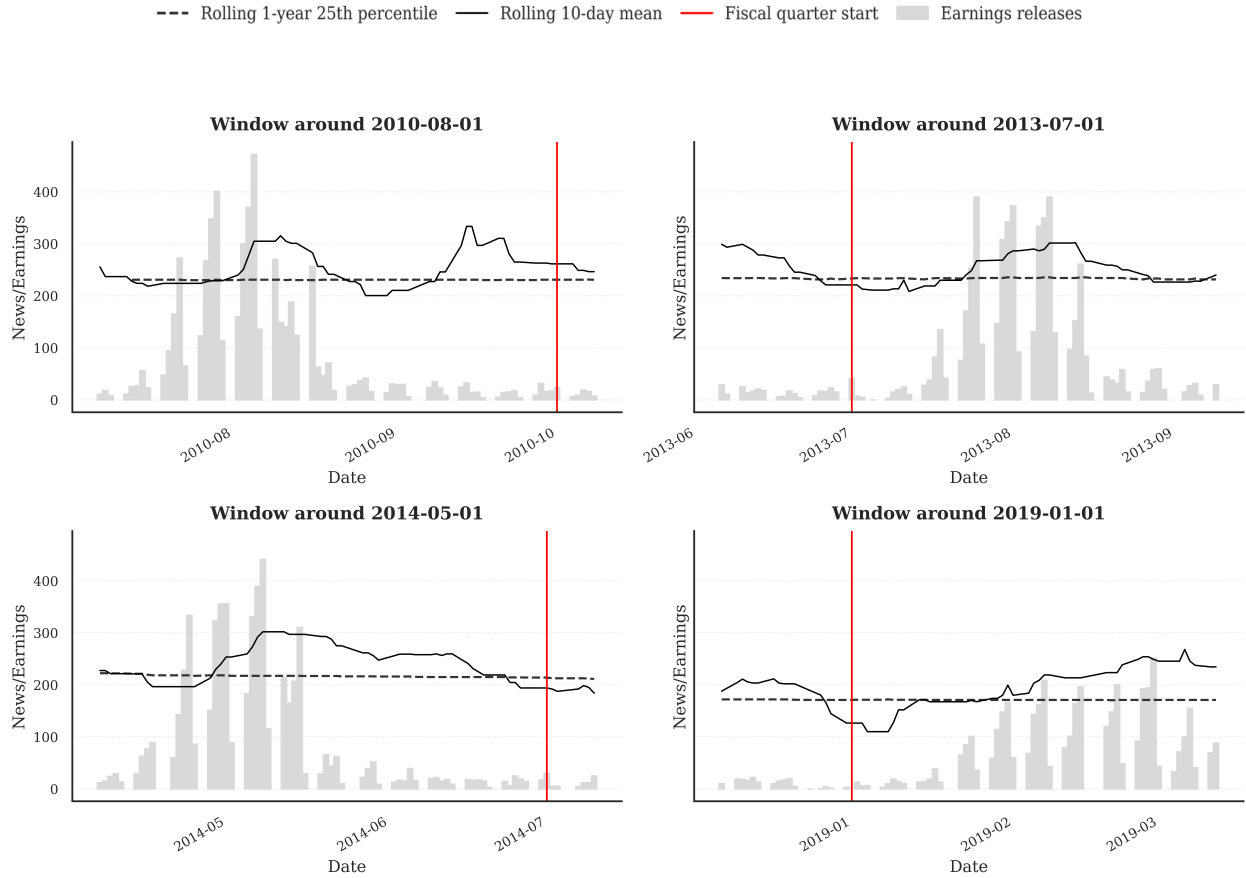 Rolling 1-year 25th percentile Rolling 10-day mean Fiscal quarter start Earnings releases
Window around 2010-08-01
News/Earnings
400
300
200
100
0
2010-08 2010-09 2010-10
Date
Window around 2013-07-01
News/Earnings
2013-06 2013-07 2013-08 2013-09
Date
Window around 2014-05-01
News/Earnings
400
300
200
100
0
2014-05 2014-06 2014-07
Date
Window around 2019-01-01
News/Earnings
2019-01 2019-02 2019-03
Date